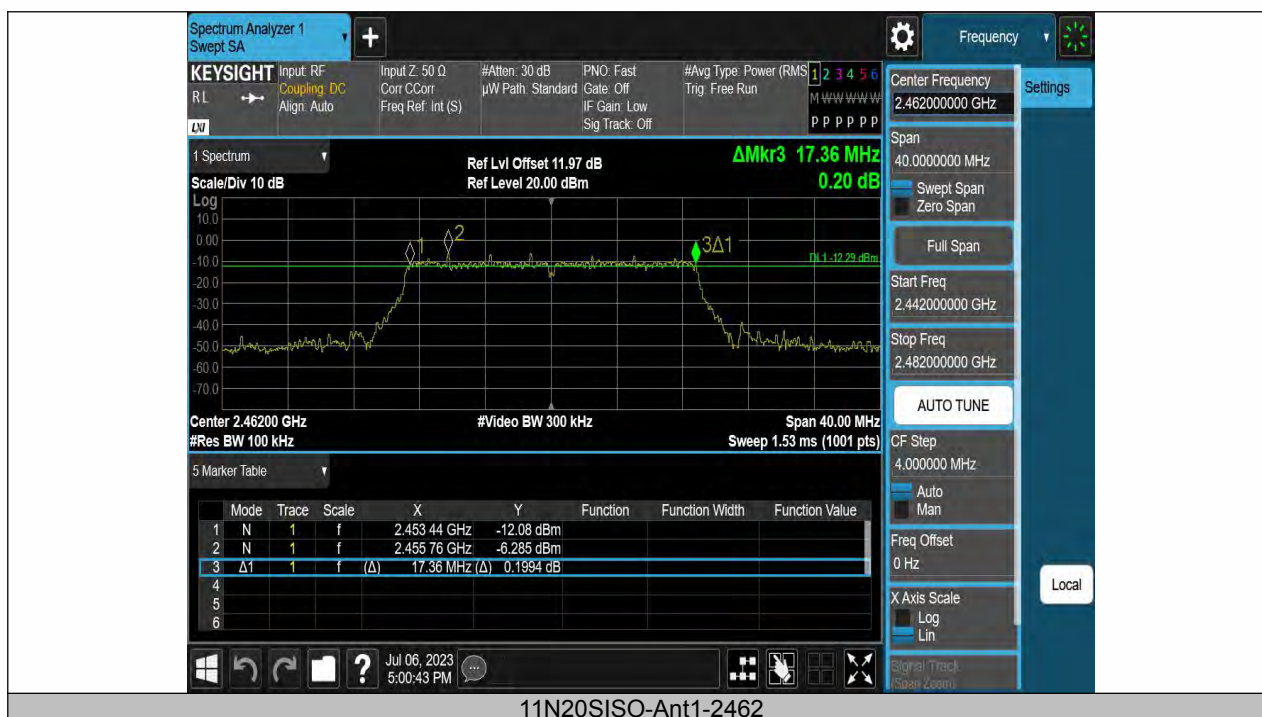 Spectrum Analyzer 1
Swept SA
+
Frequency
KEYSIGHT
RL
LXI
Input: RF
Coupling: DC
Align: Auto
Input Z: 50 Ω
Corr CCorr
Freq Ref: Int (S)
#Atten: 30 dB
µW Path: Standard
PNO: Fast
Gate: Off
IF Gain: Low
Sig Track: Off
#Avg Type: Power (RMS
Trig: Free Run
1 2 3 4 5 6
M W W W W W
P P P P P P
1 Spectrum
Scale/Div 10 dB
Ref Lvl Offset 11.97 dB
Ref Level 20.00 dBm
ΔMkr3 17.36 MHz
0.20 dB
Log
10.0
0.00
-10.0
-20.0
-30.0
-40.0
-50.0
-60.0
-70.0
1
2
3Δ1
DL1 -12.29 dBm
Center 2.46200 GHz
#Video BW 300 kHz
Span 40.00 MHz
#Res BW 100 kHz
Sweep 1.53 ms (1001 pts)
5 Marker Table
Mode Trace Scale X Y Function Function Width Function Value
1 N 1 f 2.453 44 GHz -12.08 dBm
2 N 1 f 2.455 76 GHz -6.285 dBm
3 Δ1 1 f (Δ) 17.36 MHz (Δ) 0.1994 dB
4
5
6
Center Frequency
2.462000000 GHz
Settings
Span
40.0000000 MHz
Swept Span
Zero Span
Full Span
Start Freq
2.442000000 GHz
Stop Freq
2.482000000 GHz
AUTO TUNE
CF Step
4.000000 MHz
Auto
Man
Freq Offset
0 Hz
X Axis Scale
Log
Lin
Signal Track
(Span Zoom)
Local
?
Jul 06, 2023
5:00:43 PM
11N20SISO-Ant1-2462